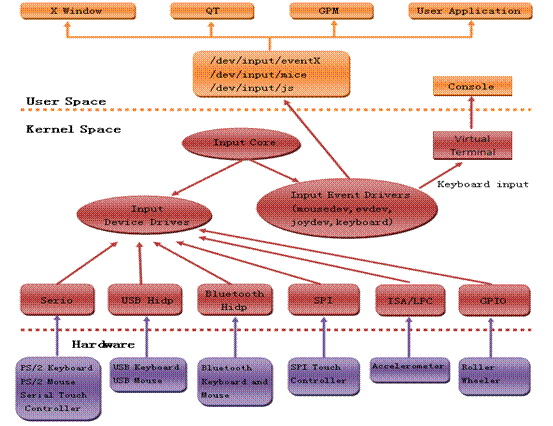 X Window
QT
GPM
User Application
/dev/input/eventX
/dev/input/mice
/dev/input/js
Console
User Space
Kernel Space
Input Core
Virtual
Terminal
Keyboard input
Input
Device Drives
Input Event Drivers
(mousedev, evdev,
joydev, keyboard)
Serio
USB Hidp
Bluetooth
Hidp
SPI
ISA/LPC
GPIO
Hardware
PS/2 Keyboard
PS/2 Mouse
Serial Touch
Controller
USB Keyboard
USB Mouse
Bluetooth
Keyboard and
Mouse
SPI Touch
Controller
Accelerometer
Roller
Wheeler